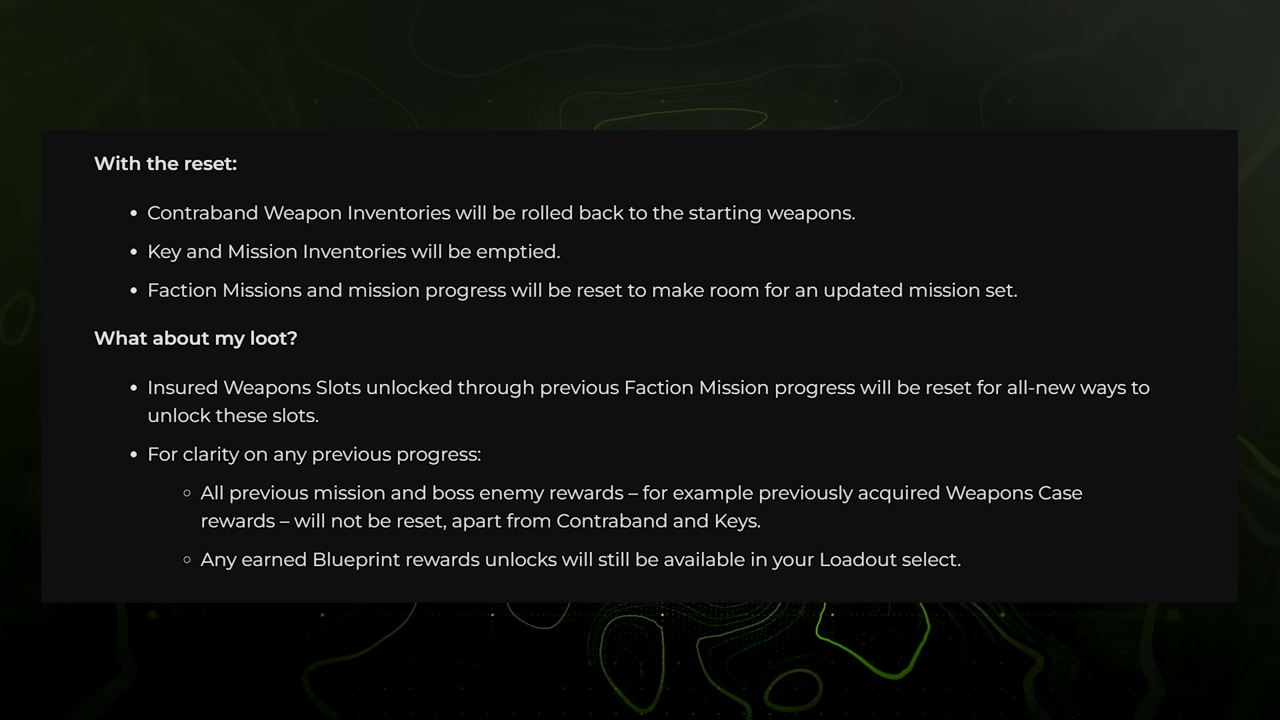 With the reset:
• Contraband Weapon Inventories will be rolled back to the starting weapons.
• Key and Mission Inventories will be emptied.
• Faction Missions and mission progress will be reset to make room for an updated mission set.
What about my loot?
• Insured Weapons Slots unlocked through previous Faction Mission progress will be reset for all-new ways to
unlock these slots.
• For clarity on any previous progress:
◦ All previous mission and boss enemy rewards – for example previously acquired Weapons Case
rewards – will not be reset, apart from Contraband and Keys.
◦ Any earned Blueprint rewards unlocks will still be available in your Loadout select.